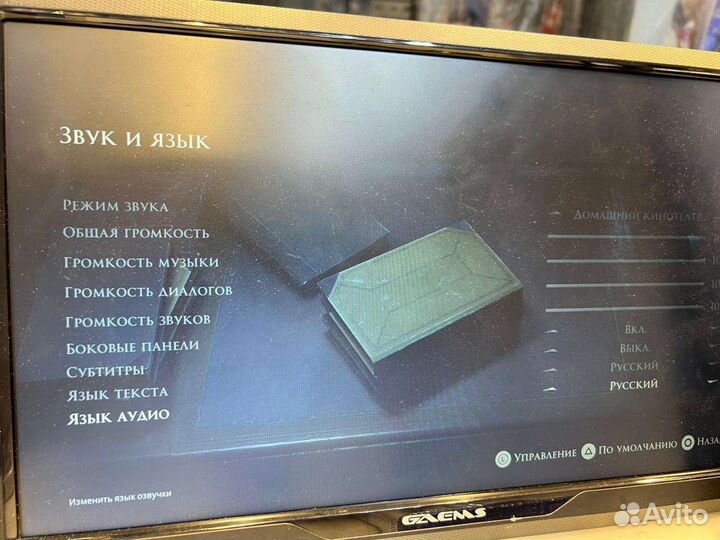 Звук и язык
Режим звука
Домашний кинотеатр
Общая громкость
Громкость музыки
Громкость диалогов
Громкость звуков
Боковые панели Вкл.
Субтитры Выкл.
Язык текста Русский
Язык аудио Русский
Управление По умолчанию
Изменить язык озвучки
GAEMS
Avito